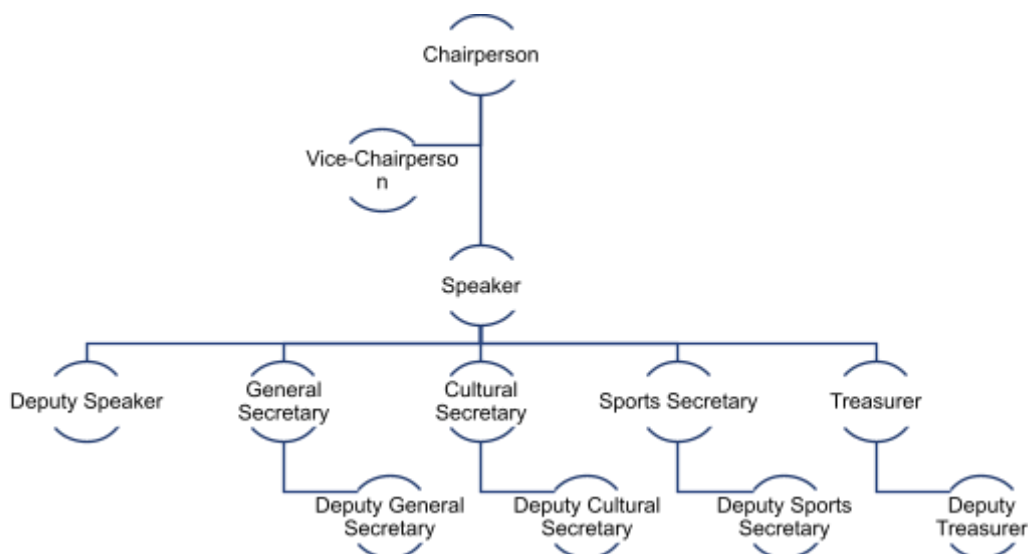 Chairperson
Vice-Chairperso
n
Speaker
Deputy Speaker
General
Secretary
Cultural
Secretary
Sports Secretary
Treasurer
Deputy General
Secretary
Deputy Cultural
Secretary
Deputy Sports
Secretary
Deputy
Treasurer